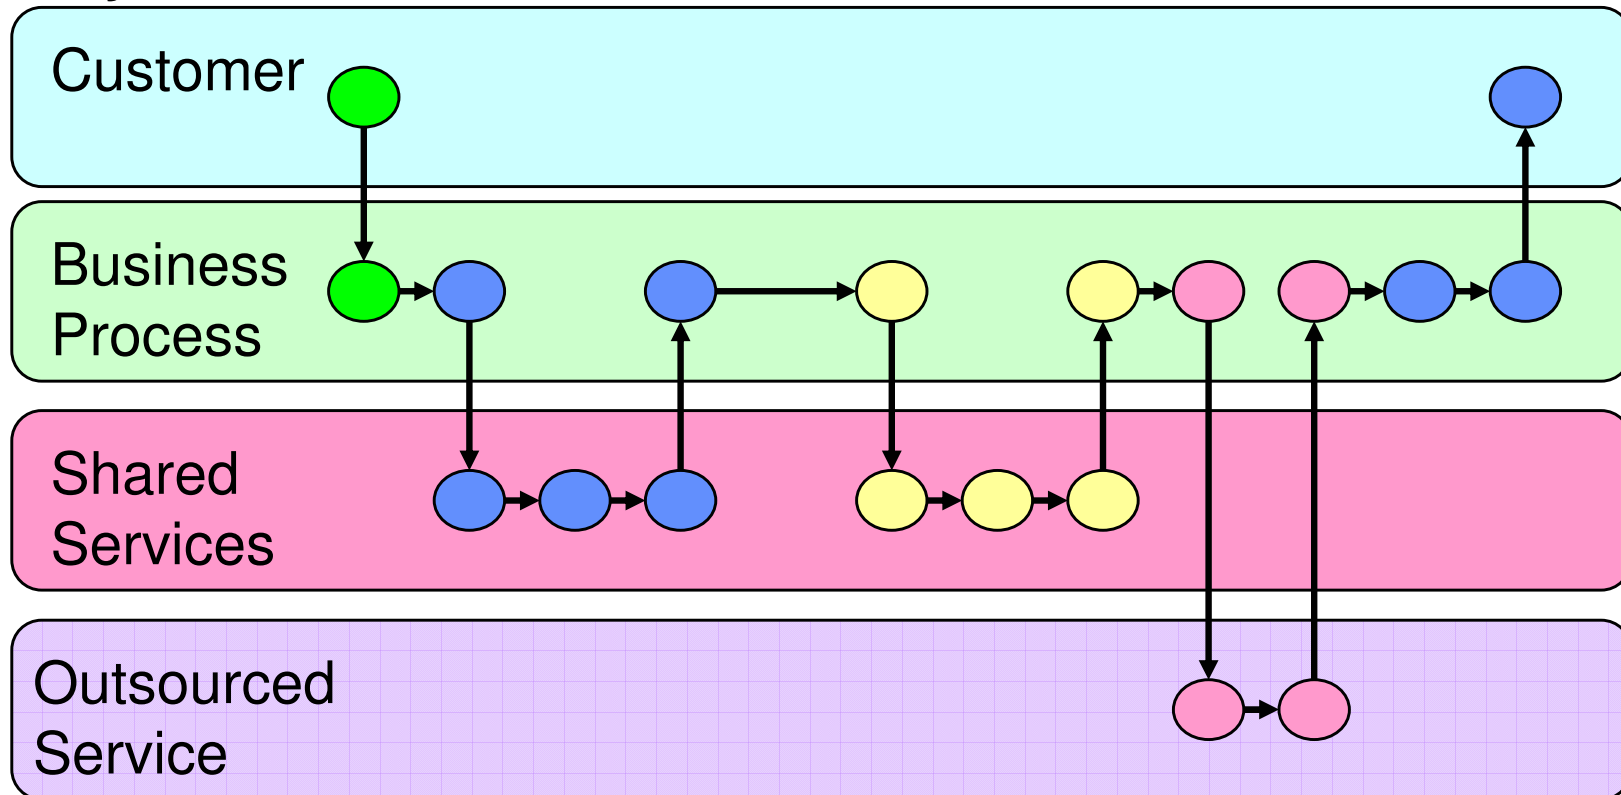 Customer
Business
Process
Shared
Services
Outsourced
Service